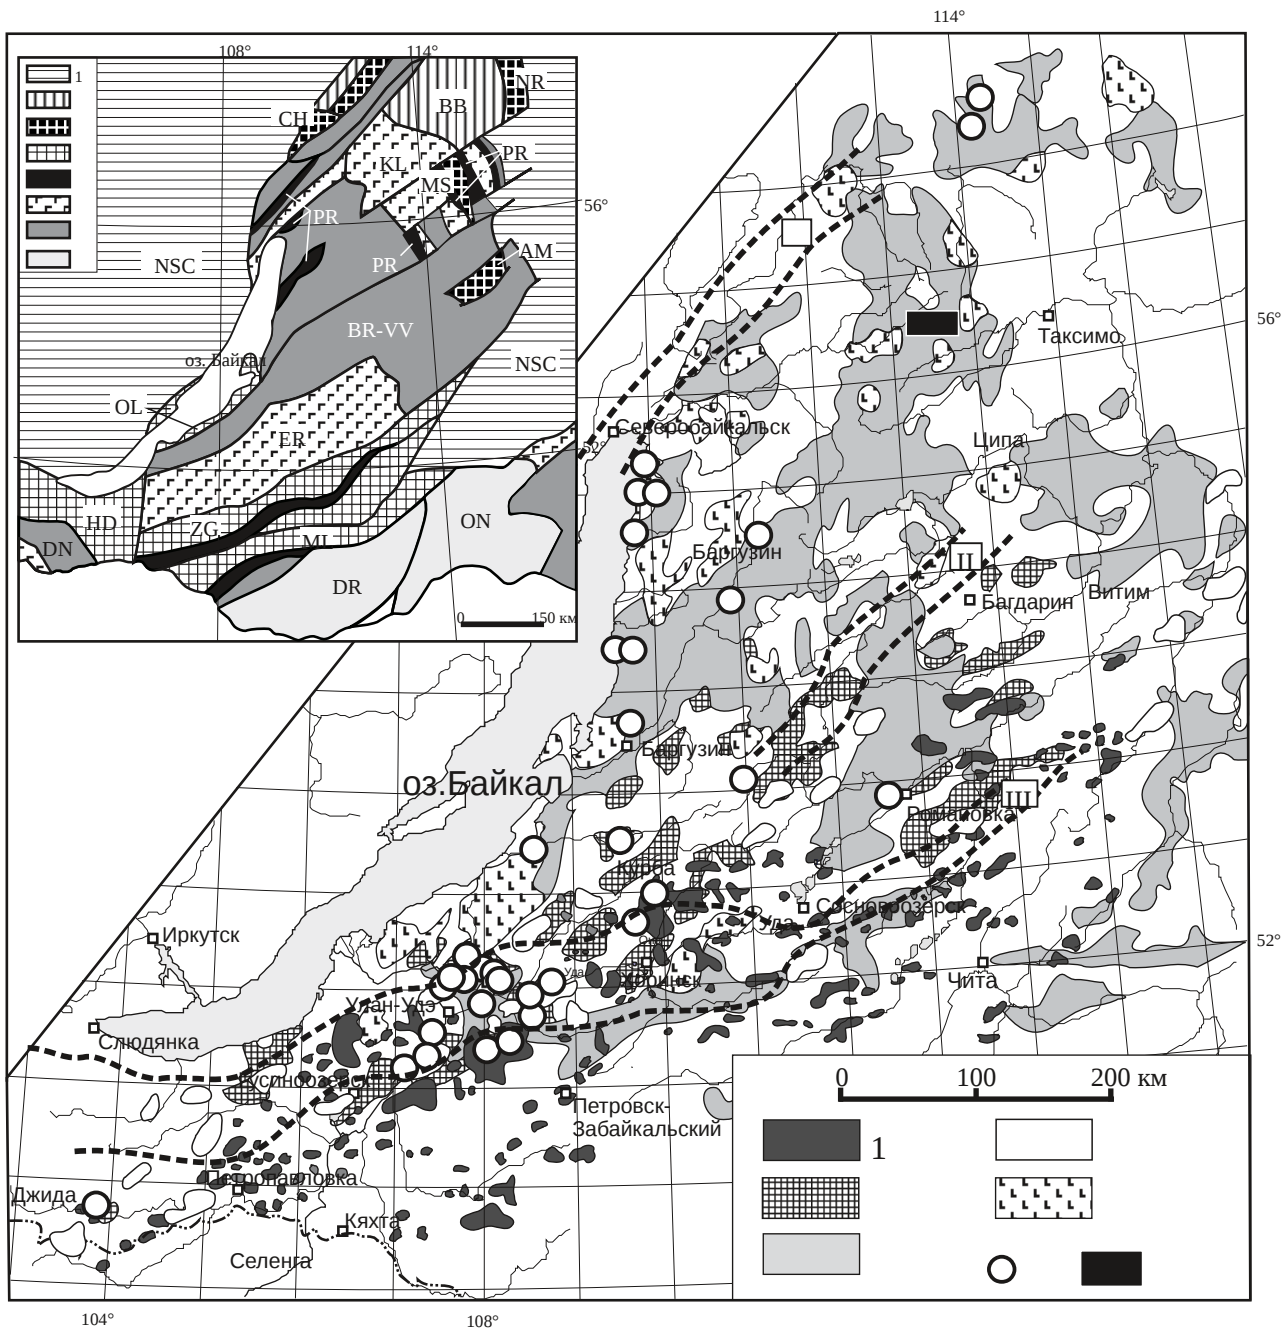 114°
108°
114°
1
NR
BB
CH
PR
KL
MS
56°
PR
AM
NSC
PR
BR-VV
56°
Таксимо
оз. Байкал
NSC
OL
Северобайкальск
ER
Ципа
52°
HD
ZG
ON
ML
DN
Баргузин
II
DR
Багдарин
Витим
0
150 км
Баргузин
оз.Байкал
III
Романовка
Курба
Сосновоозерск
Уда
Иркутск
52°
Уда
Хоринск
Чита
Улан-Удэ
Слюдянка
Гусиноозерск
0
100
200 км
Петровск-
Забайкальский
1
Петропавловка
Джида
Кяхта
Селенга
104°
108°